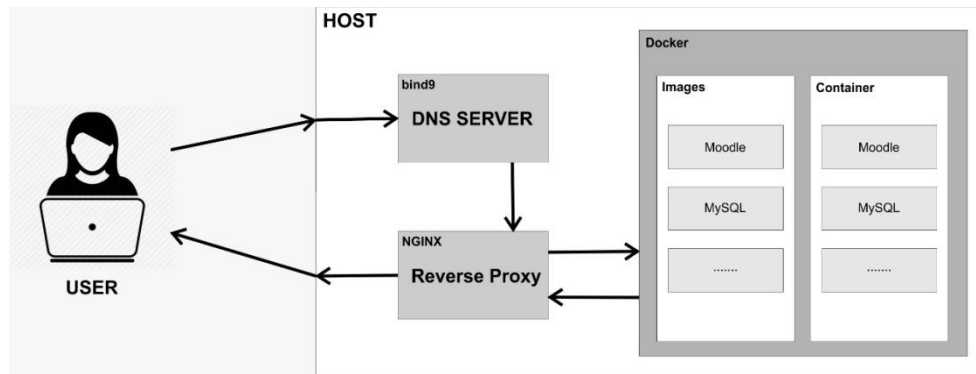 HOST
Docker
bind9
DNS SERVER
Images
Container
Moodle
Moodle
MySQL
MySQL
NGINX
Reverse Proxy
.......
.......
USER